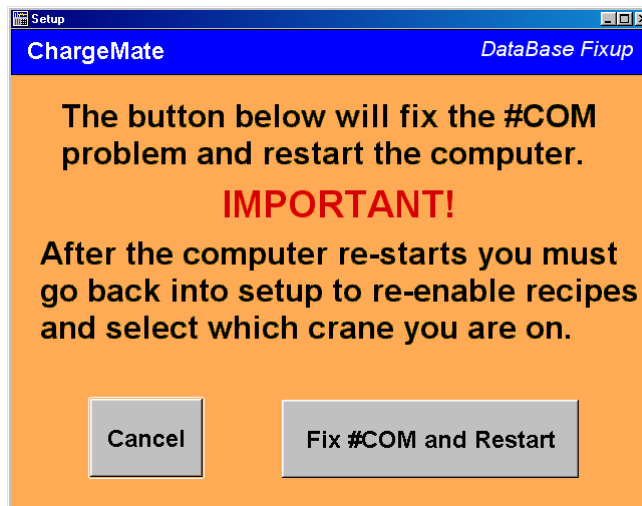 Setup
ChargeMate
DataBase Fixup
The button below will fix the #COM
problem and restart the computer.
IMPORTANT!
After the computer re-starts you must
go back into setup to re-enable recipes
and select which crane you are on.
Cancel
Fix #COM and Restart